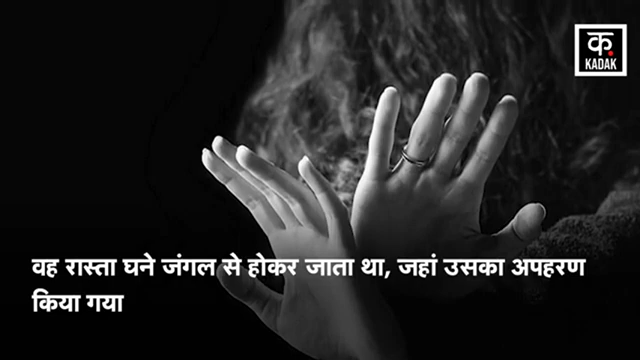 क
KADAK
वह रास्ता घने जंगल से होकर जाता था, जहां उसका अपहरण
किया गया